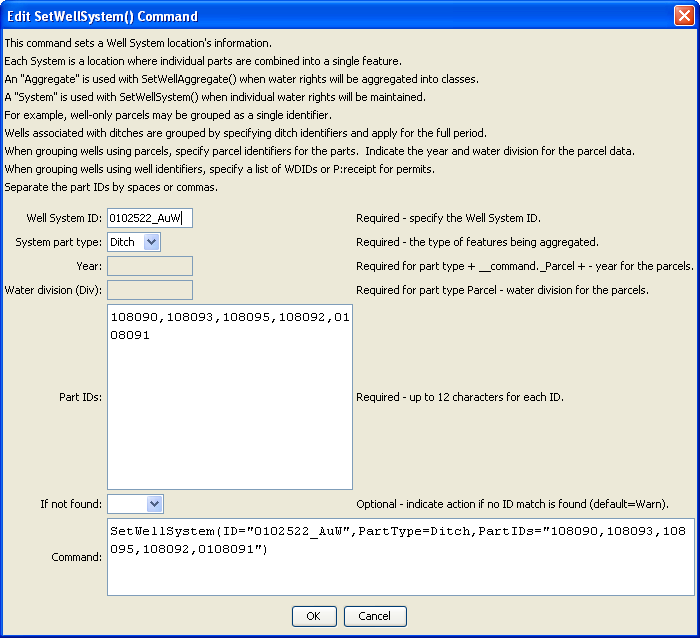 Edit SetWellSystem() Command
This command sets a Well System location's information.
Each System is a location where individual parts are combined into a single feature.
An "Aggregate" is used with SetWellAggregate() when water rights will be aggregated into classes.
A "System" is used with SetWellSystem() when individual water rights will be maintained.
For example, well-only parcels may be grouped as a single identifier.
Wells associated with ditches are grouped by specifying ditch identifiers and apply for the full period.
When grouping wells using parcels, specify parcel identifiers for the parts.  Indicate the year and water division for the parcel data.
When grouping wells using well identifiers, specify a list of WDIDs or P:receipt for permits.
Separate the part IDs by spaces or commas.
Well System ID: 0102522_AuW Required - specify the Well System ID.
System part type: Ditch Required - the type of features being aggregated.
Year: Required for part type + __command._Parcel + - year for the parcels.
Water division (Div): Required for part type Parcel - water division for the parcels.
108090,108093,108095,108092,01
08091
Part IDs: Required - up to 12 characters for each ID.
If not found: Optional - indicate action if no ID match is found (default=Warn).
SetWellSystem(ID="0102522_AuW",PartType=Ditch,PartIDs="108090,108093,108
095,108092,0108091")
Command:
OK Cancel